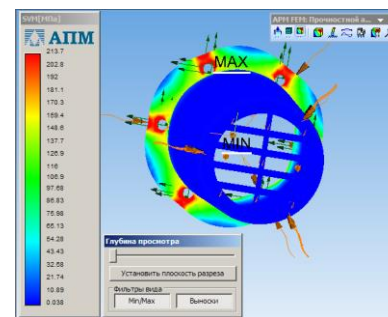 SVM[МПа]
АПМ
213.7
202.8
192
181.1
170.3
159.4
148.6
137.7
126.9
116
106.9
97.68
86.83
75.98
65.13
54.28
43.43
32.58
21.74
10.89
0.038
APM FEM: Прочностной а...
MAX
MIN
Глубина просмотра
Установить плоскость разреза
Фильтры вида
Min/Max
Выноски